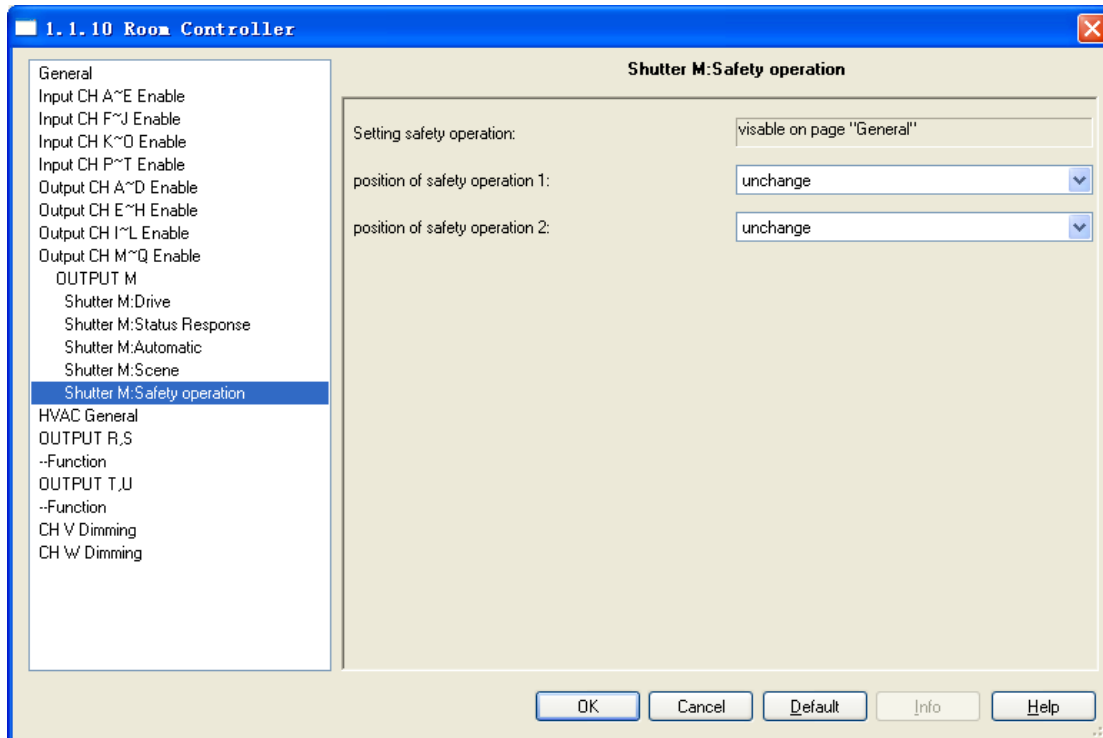 1.1.10 Room Controller
General
Input CH A~E Enable
Input CH F~J Enable
Input CH K~O Enable
Input CH P~T Enable
Output CH A~D Enable
Output CH E~H Enable
Output CH I~L Enable
Output CH M~Q Enable
OUTPUT M
Shutter M:Drive
Shutter M:Status Response
Shutter M:Automatic
Shutter M:Scene
Shutter M:Safety operation
HVAC General
OUTPUT R,S
--Function
OUTPUT T,U
--Function
CH V Dimming
CH W Dimming
Shutter M:Safety operation
Setting safety operation: visable on page "General"
position of safety operation 1: unchange
position of safety operation 2: unchange
OK Cancel Default Info Help